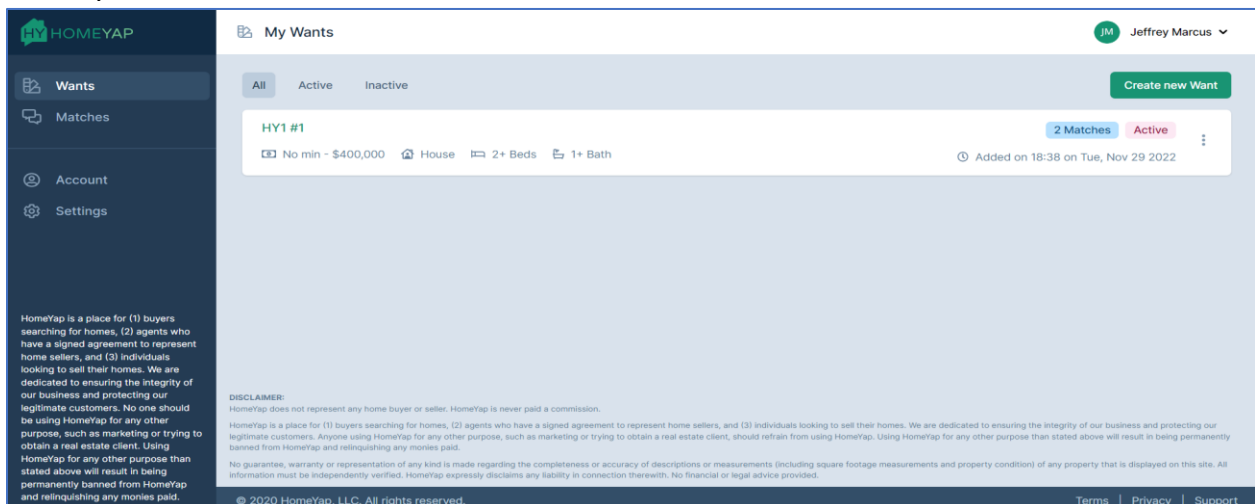 HY HOMEYAP
My Wants
JM Jeffrey Marcus
Wants
Matches
Account
Settings
HomeYap is a place for (1) buyers
searching for homes, (2) agents who
have a signed agreement to represent
home sellers, and (3) individuals
looking to sell their homes. We are
dedicated to ensuring the integrity of
our business and protecting our
legitimate customers. No one should
be using HomeYap for any other
purpose, such as marketing or trying to
obtain a real estate client. Using
HomeYap for any other purpose than
stated above will result in being
permanently banned from HomeYap
and relinquishing any monies paid.
All Active Inactive Create new Want
HY1 #1 2 Matches Active
No min - $400,000 House 2+ Beds 1+ Bath Added on 18:38 on Tue, Nov 29 2022
DISCLAIMER:
HomeYap does not represent any home buyer or seller. HomeYap is never paid a commission.
HomeYap is a place for (1) buyers searching for homes, (2) agents who have a signed agreement to represent home sellers, and (3) individuals looking to sell their homes. We are dedicated to ensuring the integrity of our business and protecting our
legitimate customers. Anyone using HomeYap for any other purpose, such as marketing or trying to obtain a real estate client, should refrain from using HomeYap. Using HomeYap for any other purpose than stated above will result in being permanently
banned from HomeYap and relinquishing any monies paid.
No guarantee, warranty or representation of any kind is made regarding the completeness or accuracy of descriptions or measurements (including square footage measurements and property condition) of any property that is displayed on this site. All
information must be independently verified. HomeYap expressly disclaims any liability in connection therewith. No financial or legal advice provided.
© 2020 HomeYap, LLC. All rights reserved. Terms | Privacy | Support